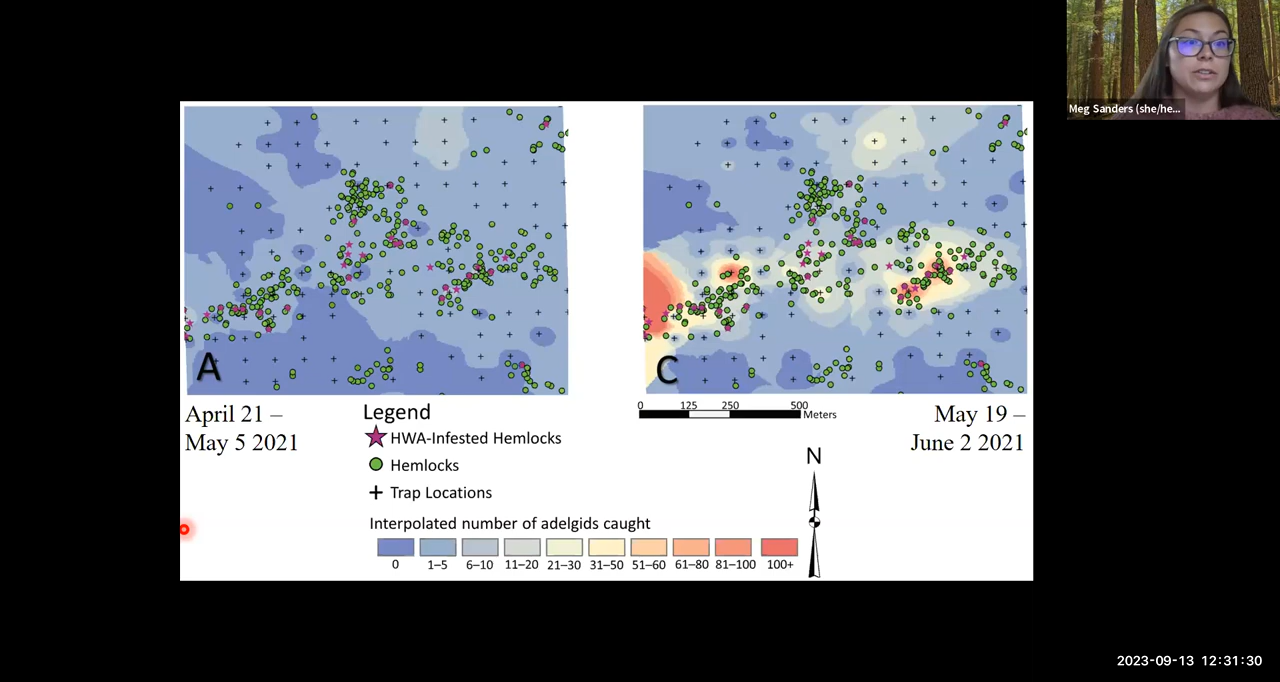 Meg Sanders (she/he...
A
C
April 21 –
May 5 2021
Legend
HWA-Infested Hemlocks
Hemlocks
Trap Locations
0 125 250 500
Meters
May 19 –
June 2 2021
N
Interpolated number of adelgids caught
0 1–5 6–10 11–20 21–30 31–50 51–60 61–80 81–100 100+
2023-09-13 12:31:30